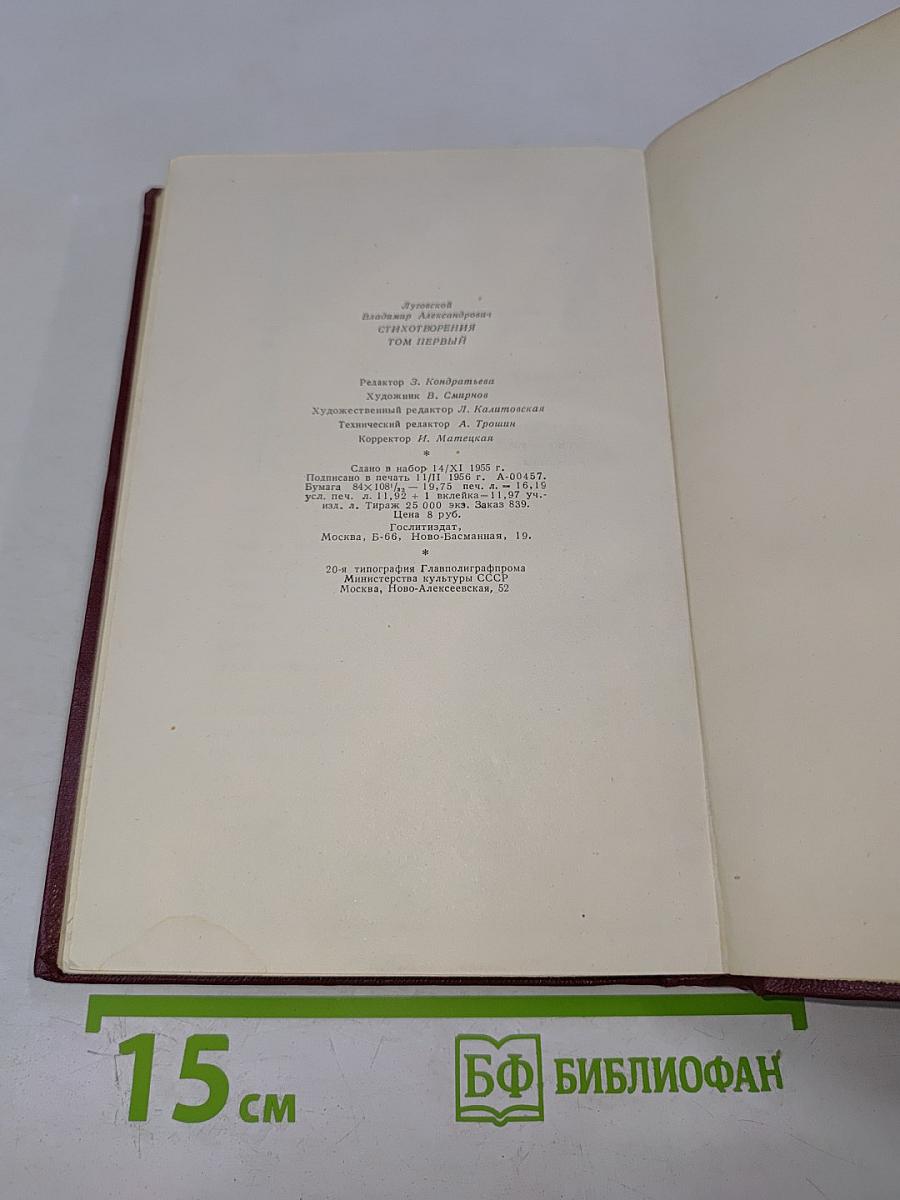 Луговской
Владимир Александрович
СТИХОТВОРЕНИЯ
ТОМ ПЕРВЫЙ
Редактор З. Кондратьева
Художник В. Смирнов
Художественный редактор Л. Калитовская
Технический редактор А. Трошин
Корректор И. Матецкая
*
Сдано в набор 14/XI 1955 г.
Подписано в печать 11/II 1956 г. А-00457.
Бумага 84×108¹/₃₂ — 19,75 печ. л. = 16,19
усл. печ. л. 11,92 + 1 вклейка — 11,97 уч.-
изд. л. Тираж 25 000 экз. Заказ 839.
Цена 8 руб.
Гослитиздат,
Москва, Б-66, Ново-Басманная, 19.
*
20-я типография Главполиграфпрома
Министерства культуры СССР
Москва, Ново-Алексеевская, 52
15 см
БФ БИБЛИОФАН